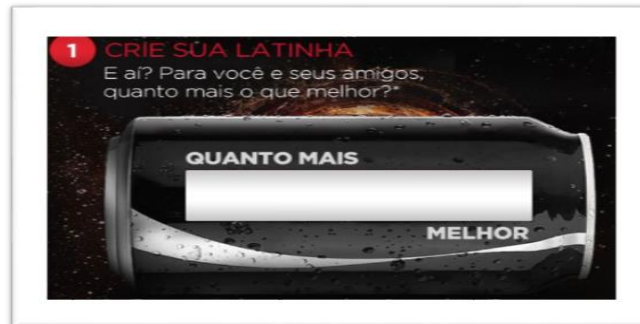 1 CRIE SUA LATINHA
E aí? Para você e seus amigos,
quanto mais o que melhor?*
QUANTO MAIS
MELHOR